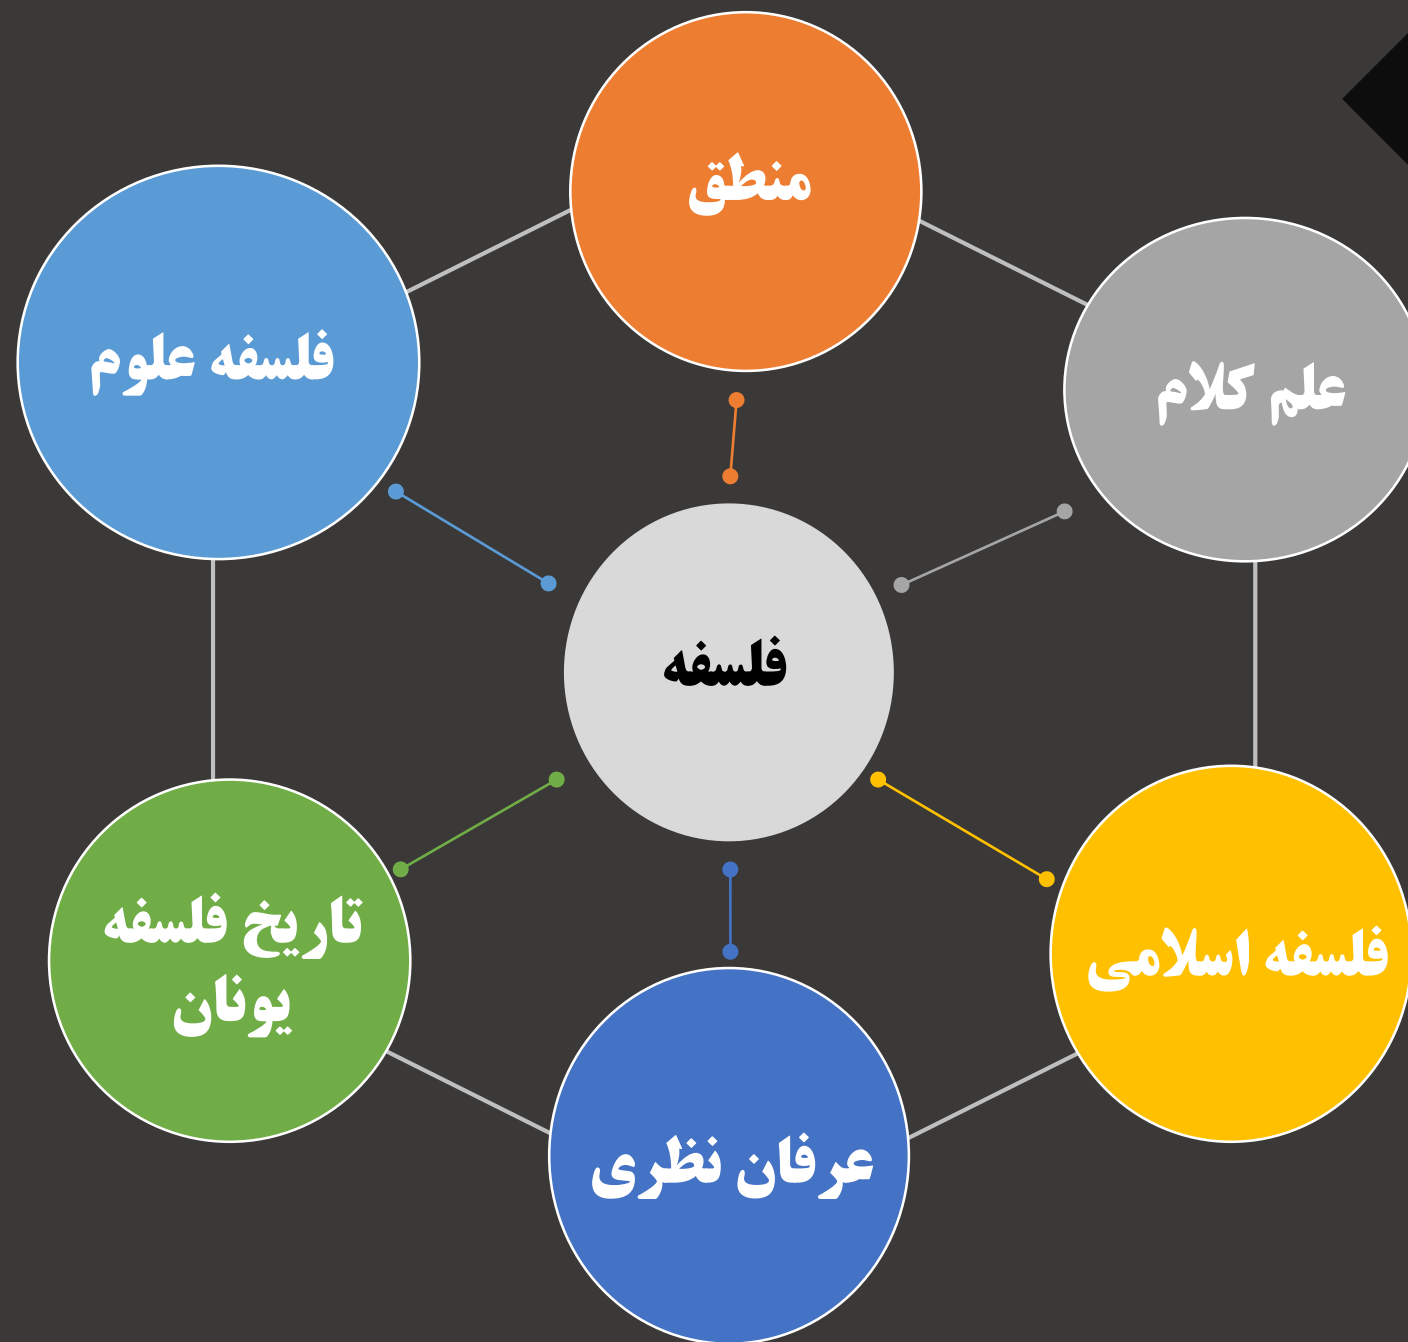 منطق
علم کلام
فلسفه علوم
فلسفه
تاریخ فلسفه
یونان
فلسفه اسلامی
عرفان نظری